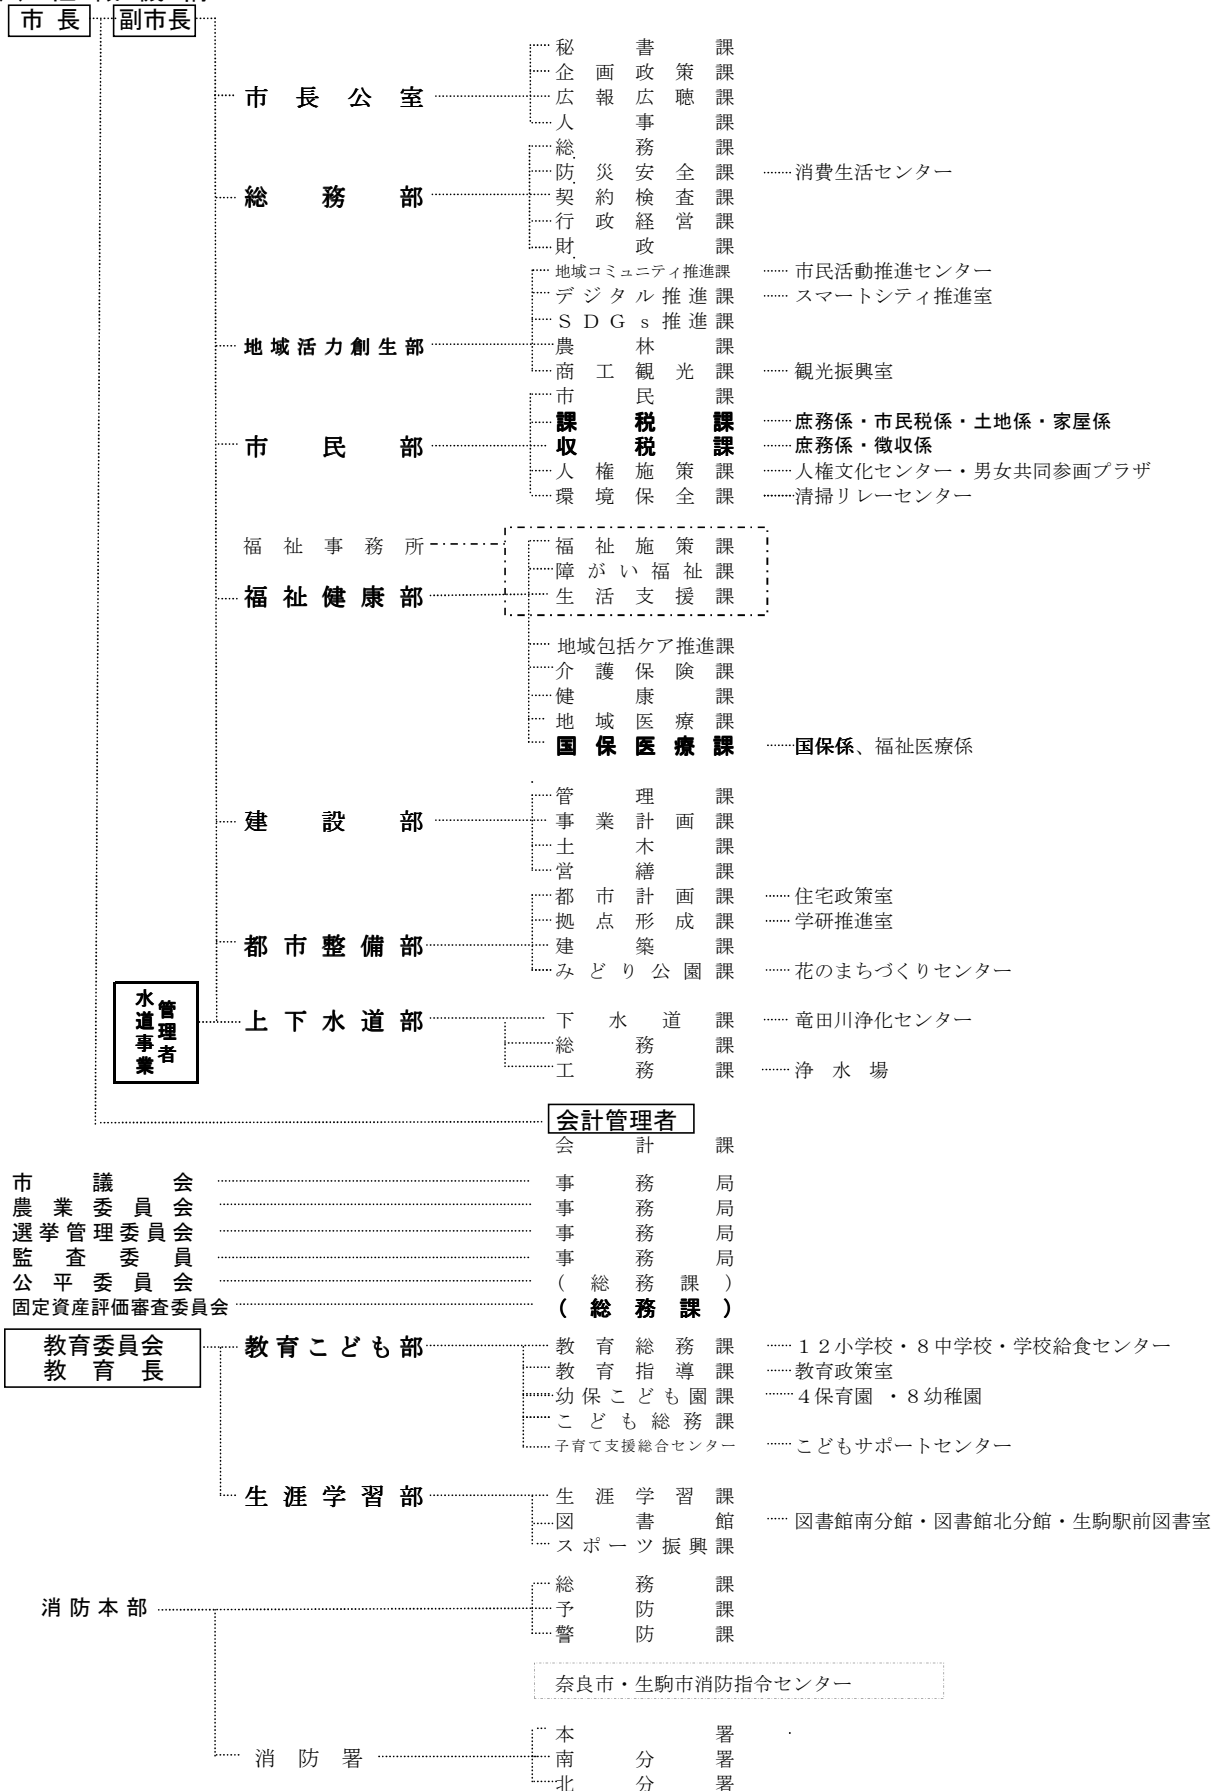 市長 副市長
秘書課
企画政策課
市長公室 広報広聴課
人事課
総務課
防災安全課 消費生活センター
総務部 契約検査課
行政経営課
財政課
地域コミュニティ推進課 市民活動推進センター
デジタル推進課 スマートシティ推進室
ＳＤＧｓ推進課
地域活力創生部 農林課
商工観光課 観光振興室
市民課
課税課 庶務係・市民税係・土地係・家屋係
市民部 収税課 庶務係・徴収係
人権施策課 人権文化センター・男女共同参画プラザ
環境保全課 清掃リレーセンター
福祉事務所 福祉施策課
障がい福祉課
福祉健康部 生活支援課
地域包括ケア推進課
介護保険課
健康課
地域医療課
国保医療課 国保係、福祉医療係
管理課
建設部 事業計画課
土木課
営繕課
都市計画課 住宅政策室
拠点形成課 学研推進室
都市整備部 建築課
みどり公園課 花のまちづくりセンター
水道事業管理者 上下水道部 下水道課 竜田川浄化センター
総務課
工務課 浄水場
会計管理者
会計課
市議会 事務局
農業委員会 事務局
選挙管理委員会 事務局
監査委員 事務局
公平委員会 (総務課)
固定資産評価審査委員会 (総務課)
教育委員会
教育長
教育こども部 教育総務課 １２小学校・８中学校・学校給食センター
教育指導課 教育政策室
幼保こども園課 ４保育園 ・８幼稚園
こども総務課
子育て支援総合センター こどもサポートセンター
生涯学習部 生涯学習課
図書館 図書館南分館・図書館北分館・生駒駅前図書室
スポーツ振興課
総務課
消防本部 予防課
警防課
奈良市・生駒市消防指令センター
本署
消防署 南分署
北分署